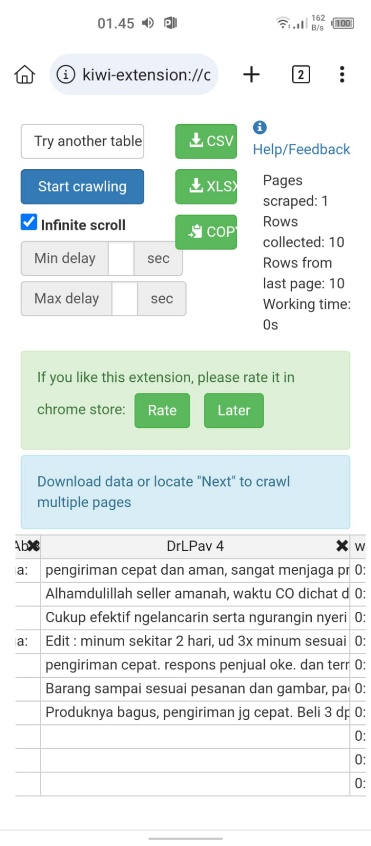 01.45
162
B/s
100
kiwi-extension://c
2
Try another table
CSV
Help/Feedback
Start crawling
XLSX
Pages
scraped: 1
Infinite scroll
COP
Rows
collected: 10
Min delay
sec
Rows from
last page: 10
Max delay
sec
Working time:
0s
If you like this extension, please rate it in
chrome store:
Rate
Later
Download data or locate "Next" to crawl
multiple pages
DrLPav 4
w
a: pengiriman cepat dan aman, sangat menjaga pr 0:
Alhamdulillah seller amanah, waktu CO dichat d 0:
Cukup efektif ngelancarin serta ngurangin nyeri 0:
a: Edit : minum sekitar 2 hari, ud 3x minum sesuai 0:
pengiriman cepat. respons penjual oke. dan 0:
Barang sampai sesuai pesanan dan gambar, 0:
Produknya bagus, pengiriman jg cepat. Beli 3 0:
0:
0:
0: